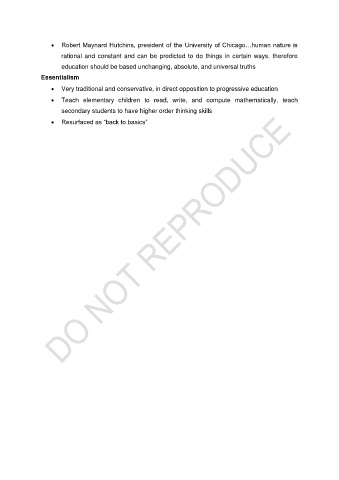 • Robert Maynard Hutchins, president of the University of Chicago…human nature is
rational and constant and can be predicted to do things in certain ways, therefore
education should be based unchanging, absolute, and universal truths
Essentialism
• Very traditional and conservative, in direct opposition to progressive education
• Teach elementary children to read, write, and compute mathematically, teach
secondary students to have higher order thinking skills
• Resurfaced as “back to basics”
DO NOT REPRODUCE